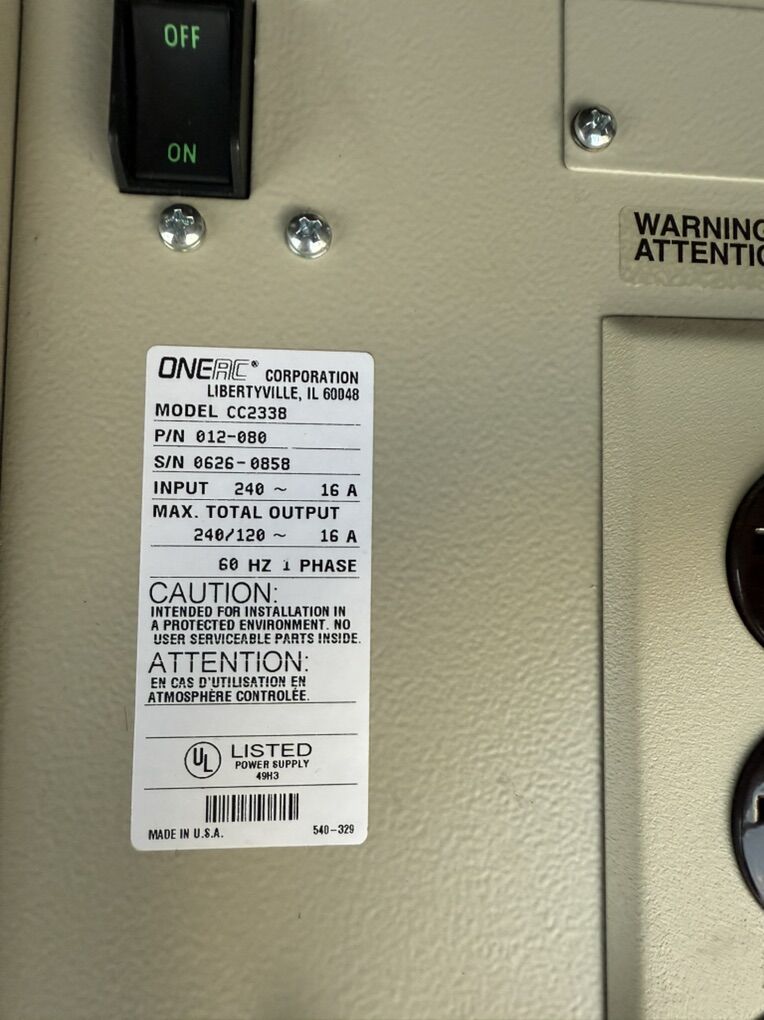 OFF
ON
WARNING
ATTENTIO
ONEAC® CORPORATION
LIBERTYVILLE, IL 60048
MODEL CC2338
P/N 012-080
S/N 0626-0858
INPUT 240 ~ 16 A
MAX. TOTAL OUTPUT
240/120 ~ 16 A
60 HZ 1 PHASE
CAUTION:
INTENDED FOR INSTALLATION IN
A PROTECTED ENVIRONMENT. NO
USER SERVICEABLE PARTS INSIDE.
ATTENTION:
EN CAS D'UTILISATION EN
ATMOSPHÈRE CONTROLÉE.
UL LISTED
POWER SUPPLY
49H3
MADE IN U.S.A. 540-329